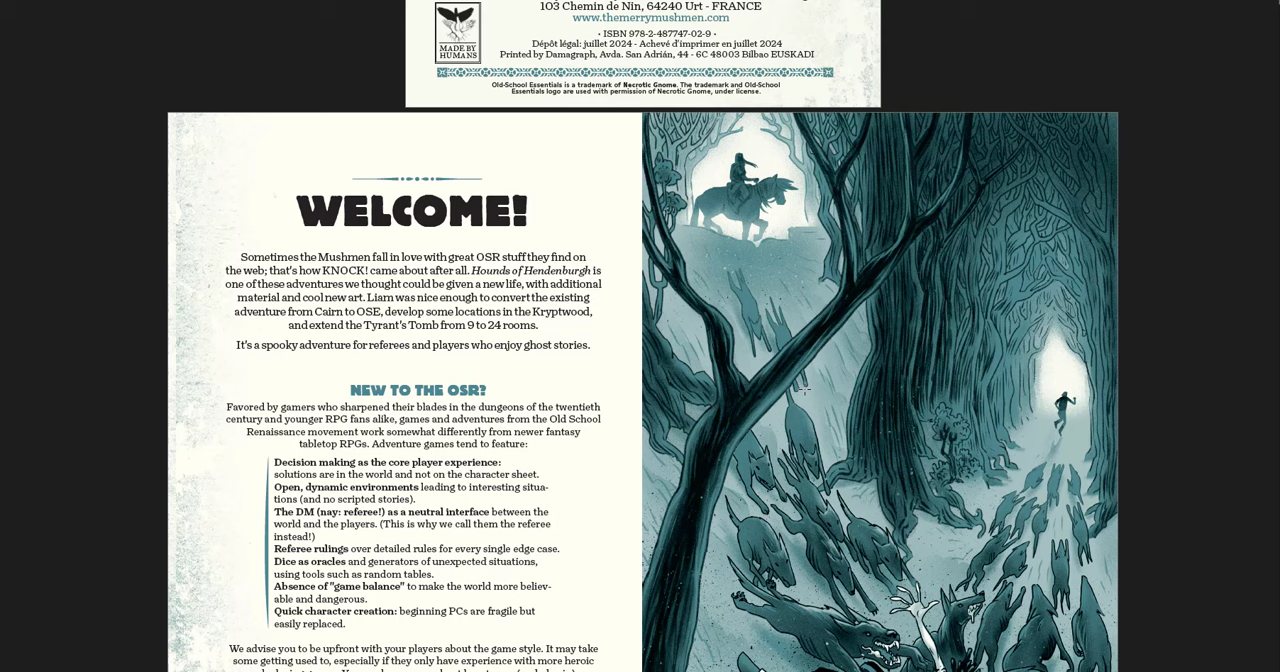 103 Chemin de Nin, 64240 Urt - FRANCE
www.themerrymushmen.com
MADE BY
HUMANS
· ISBN 978-2-487747-02-9 ·
Dépôt légal: juillet 2024 - Achevé d'imprimer en juillet 2024
Printed by Damagraph, Avda. San Adrián, 44 - 6C 48003 Bilbao EUSKADI
Old-School Essentials is a trademark of Necrotic Gnome. The trademark and Old-School
Essentials logo are used with permission of Necrotic Gnome, under license.
WELCOME!
Sometimes the Mushmen fall in love with great OSR stuff they find on
the web; that's how KNOCK! came about after all. Hounds of Hendenburgh is
one of these adventures we thought could be given a new life, with additional
material and cool new art. Liam was nice enough to convert the existing
adventure from Cairn to OSE, develop some locations in the Kryptwood,
and extend the Tyrant's Tomb from 9 to 24 rooms.
It's a spooky adventure for referees and players who enjoy ghost stories.
NEW TO THE OSR?
Favored by gamers who sharpened their blades in the dungeons of the twentieth
century and younger RPG fans alike, games and adventures from the Old School
Renaissance movement work somewhat differently from newer fantasy
tabletop RPGs. Adventure games tend to feature:
Decision making as the core player experience:
solutions are in the world and not on the character sheet.
Open, dynamic environments leading to interesting situa-
tions (and no scripted stories).
The DM (nay: referee!) as a neutral interface between the
world and the players. (This is why we call them the referee
instead!)
Referee rulings over detailed rules for every single edge case.
Dice as oracles and generators of unexpected situations,
using tools such as random tables.
Absence of "game balance" to make the world more believ-
able and dangerous.
Quick character creation: beginning PCs are fragile but
easily replaced.
We advise you to be upfront with your players about the game style. It may take
some getting used to, especially if they only have experience with more heroic